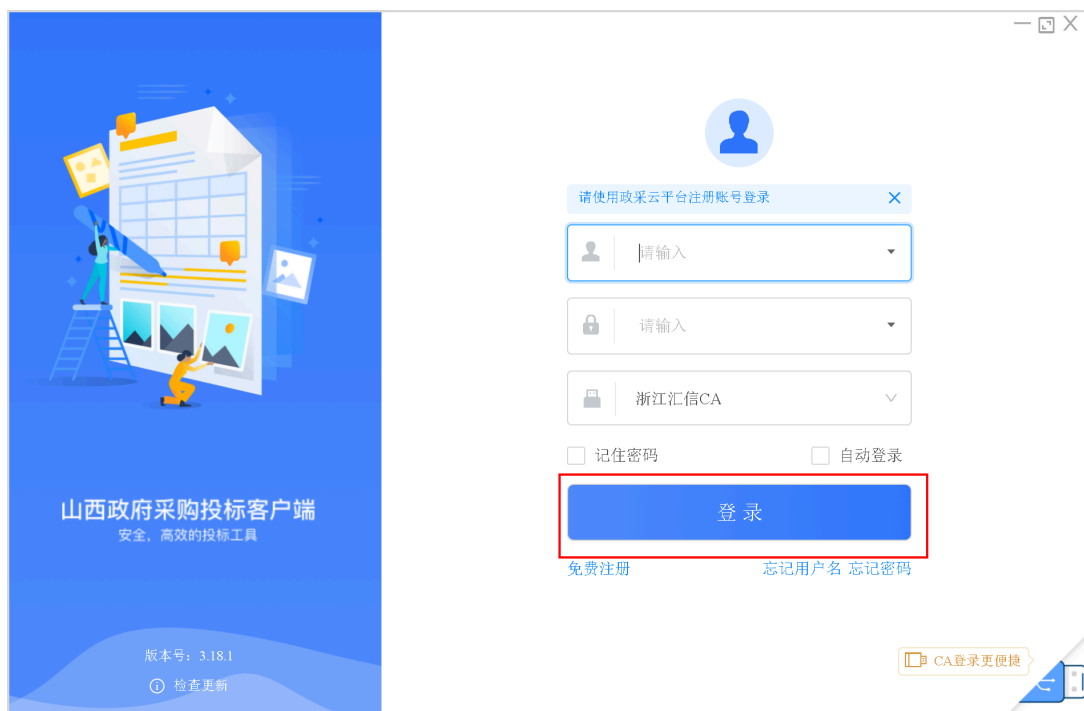 请使用政采云平台注册账号登录
请输入
请输入
浙江汇信CA
记住密码 自动登录
登录
免费注册 忘记用户名 忘记密码
山西政府采购投标客户端
安全，高效的投标工具
版本号：3.18.1
检查更新
CA登录更便捷